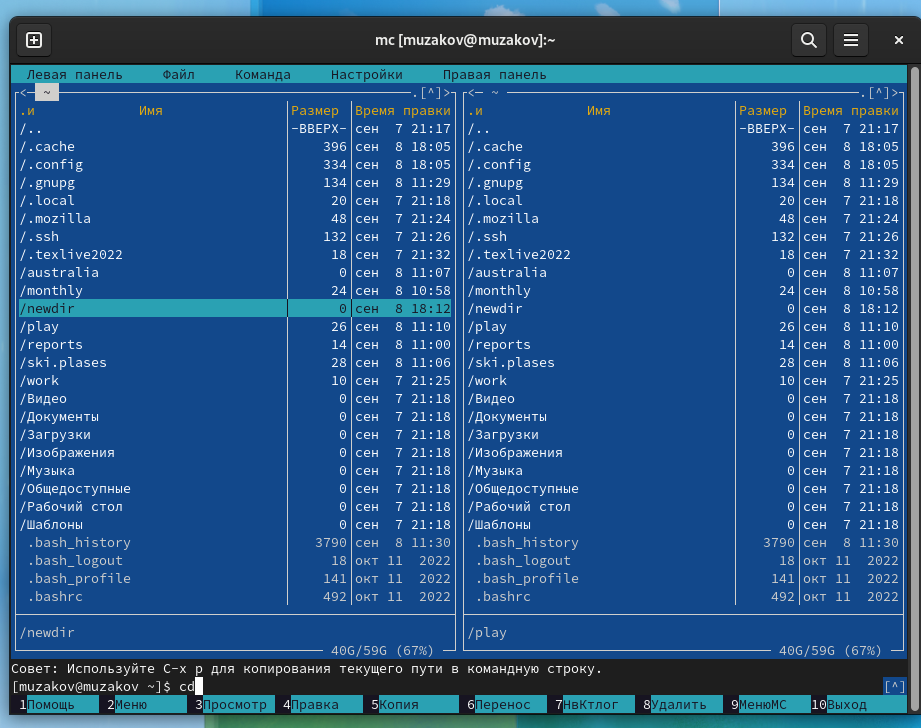 mc [muzakov@muzakov]:~
Левая панель Файл Команда Настройки Правая панель
<─ ~ .[^]> <─ ~ .[^]>
.и Имя Размер Время правки .и Имя Размер Время правки
/.. -ВВЕРХ- сен 7 21:17 /.. -ВВЕРХ- сен 7 21:17
/.cache 396 сен 8 18:05 /.cache 396 сен 8 18:05
/.config 334 сен 8 18:05 /.config 334 сен 8 18:05
/.gnupg 134 сен 8 11:29 /.gnupg 134 сен 8 11:29
/.local 20 сен 7 21:18 /.local 20 сен 7 21:18
/.mozilla 48 сен 7 21:24 /.mozilla 48 сен 7 21:24
/.ssh 132 сен 7 21:26 /.ssh 132 сен 7 21:26
/.texlive2022 18 сен 7 21:32 /.texlive2022 18 сен 7 21:32
/australia 0 сен 8 11:07 /australia 0 сен 8 11:07
/monthly 24 сен 8 10:58 /monthly 24 сен 8 10:58
/newdir 0 сен 8 18:12 /newdir 0 сен 8 18:12
/play 26 сен 8 11:10 /play 26 сен 8 11:10
/reports 14 сен 8 11:00 /reports 14 сен 8 11:00
/ski.plases 28 сен 8 11:06 /ski.plases 28 сен 8 11:06
/work 10 сен 7 21:25 /work 10 сен 7 21:25
/Видео 0 сен 7 21:18 /Видео 0 сен 7 21:18
/Документы 0 сен 7 21:18 /Документы 0 сен 7 21:18
/Загрузки 0 сен 7 21:18 /Загрузки 0 сен 7 21:18
/Изображения 0 сен 7 21:18 /Изображения 0 сен 7 21:18
/Музыка 0 сен 7 21:18 /Музыка 0 сен 7 21:18
/Общедоступные 0 сен 7 21:18 /Общедоступные 0 сен 7 21:18
/Рабочий стол 0 сен 7 21:18 /Рабочий стол 0 сен 7 21:18
/Шаблоны 0 сен 7 21:18 /Шаблоны 0 сен 7 21:18
.bash_history 3790 сен 8 11:30 .bash_history 3790 сен 8 11:30
.bash_logout 18 окт 11 2022 .bash_logout 18 окт 11 2022
.bash_profile 141 окт 11 2022 .bash_profile 141 окт 11 2022
.bashrc 492 окт 11 2022 .bashrc 492 окт 11 2022
/newdir /play
40G/59G (67%) 40G/59G (67%)
Совет: Используйте C-x p для копирования текущего пути в командную строку.
[muzakov@muzakov ~]$ cd [^]
1Помощь 2Меню 3Просмотр 4Правка 5Копия 6Перенос 7НвКтлог 8Удалить 9МенюМС 10Выход